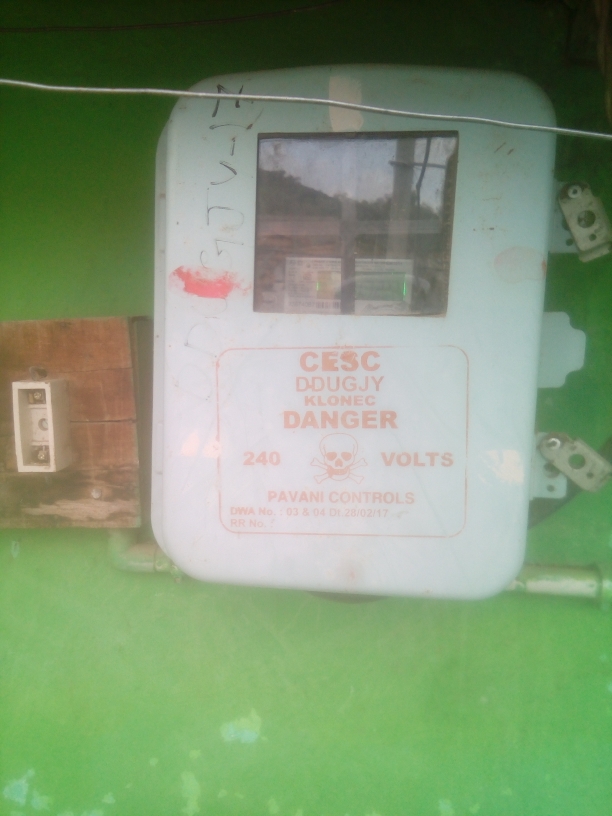 CESC
DDUGJY
KLONEC
DANGER
240 VOLTS
PAVANI CONTROLS
DWA No. : 03 & 04 Dt.28/02/17
RR No.